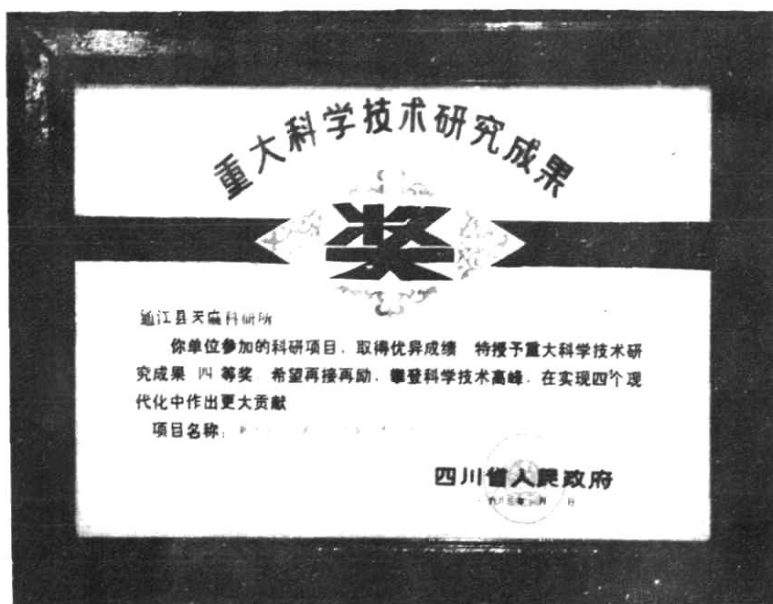 重大科学技术研究成果
奖
通江县天麻科研所
你单位参加的科研项目，取得优异成绩 特授予重大科学技术研
究成果 四 等奖 希望再接再励，攀登科学技术高峰，在实现四个现
代化中作出更大贡献
项目名称：
四川省人民政府